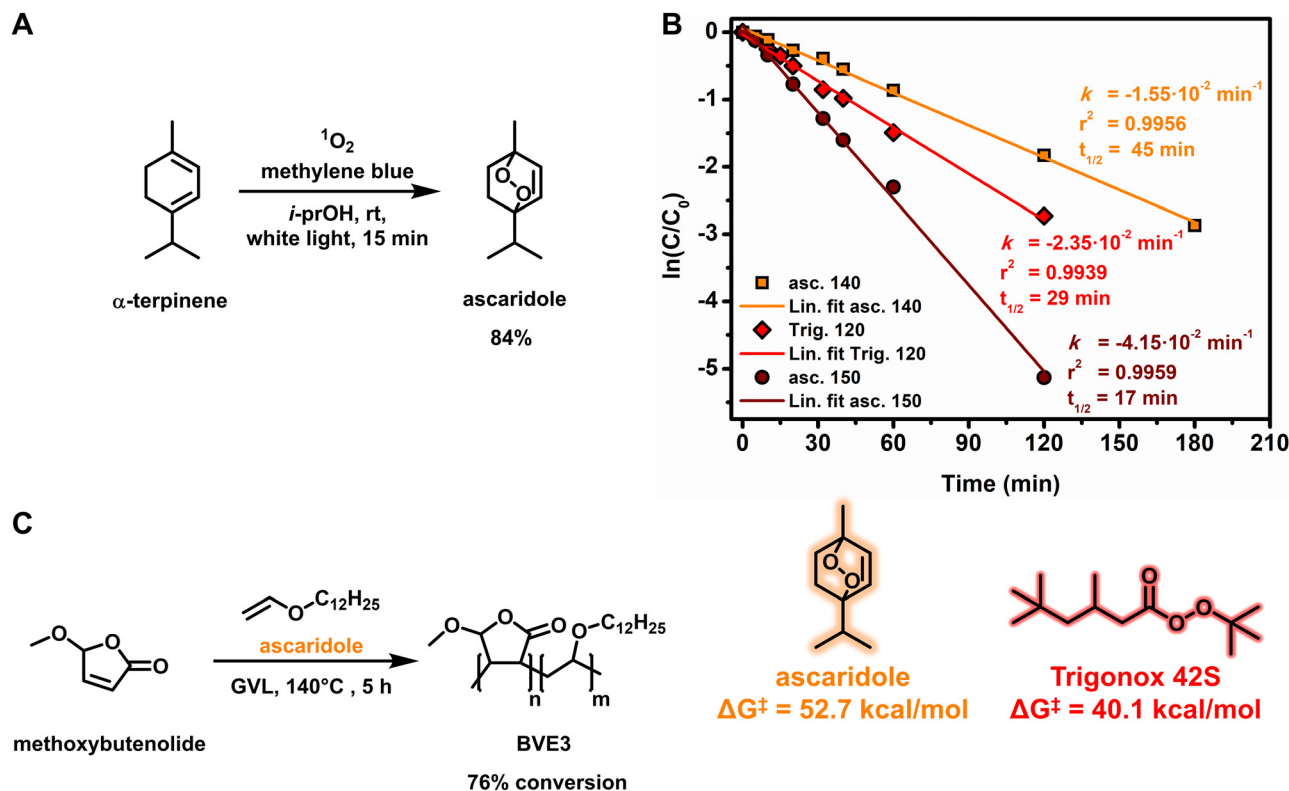 A
¹O₂
methylene blue
i-prOH, rt,
white light, 15 min
O
O
α-terpinene
ascaridole
84%
B
ln(C/C₀)
0
-1
-2
-3
-4
-5
k = -1.55·10⁻² min⁻¹
r² = 0.9956
t₁/₂ = 45 min
k = -2.35·10⁻² min⁻¹
r² = 0.9939
t₁/₂ = 29 min
k = -4.15·10⁻² min⁻¹
r² = 0.9959
t₁/₂ = 17 min
asc. 140
Lin. fit asc. 140
Trig. 120
Lin. fit Trig. 120
asc. 150
Lin. fit asc. 150
0 30 60 90 120 150 180 210
Time (min)
C
O O
O
methoxybutenolide
O C₁₂H₂₅
ascaridole
GVL, 140°C , 5 h
O O O
O C₁₂H₂₅
n m
BVE3
76% conversion
O
O
ascaridole
ΔG‡ = 52.7 kcal/mol
O
O O
Trigonox 42S
ΔG‡ = 40.1 kcal/mol